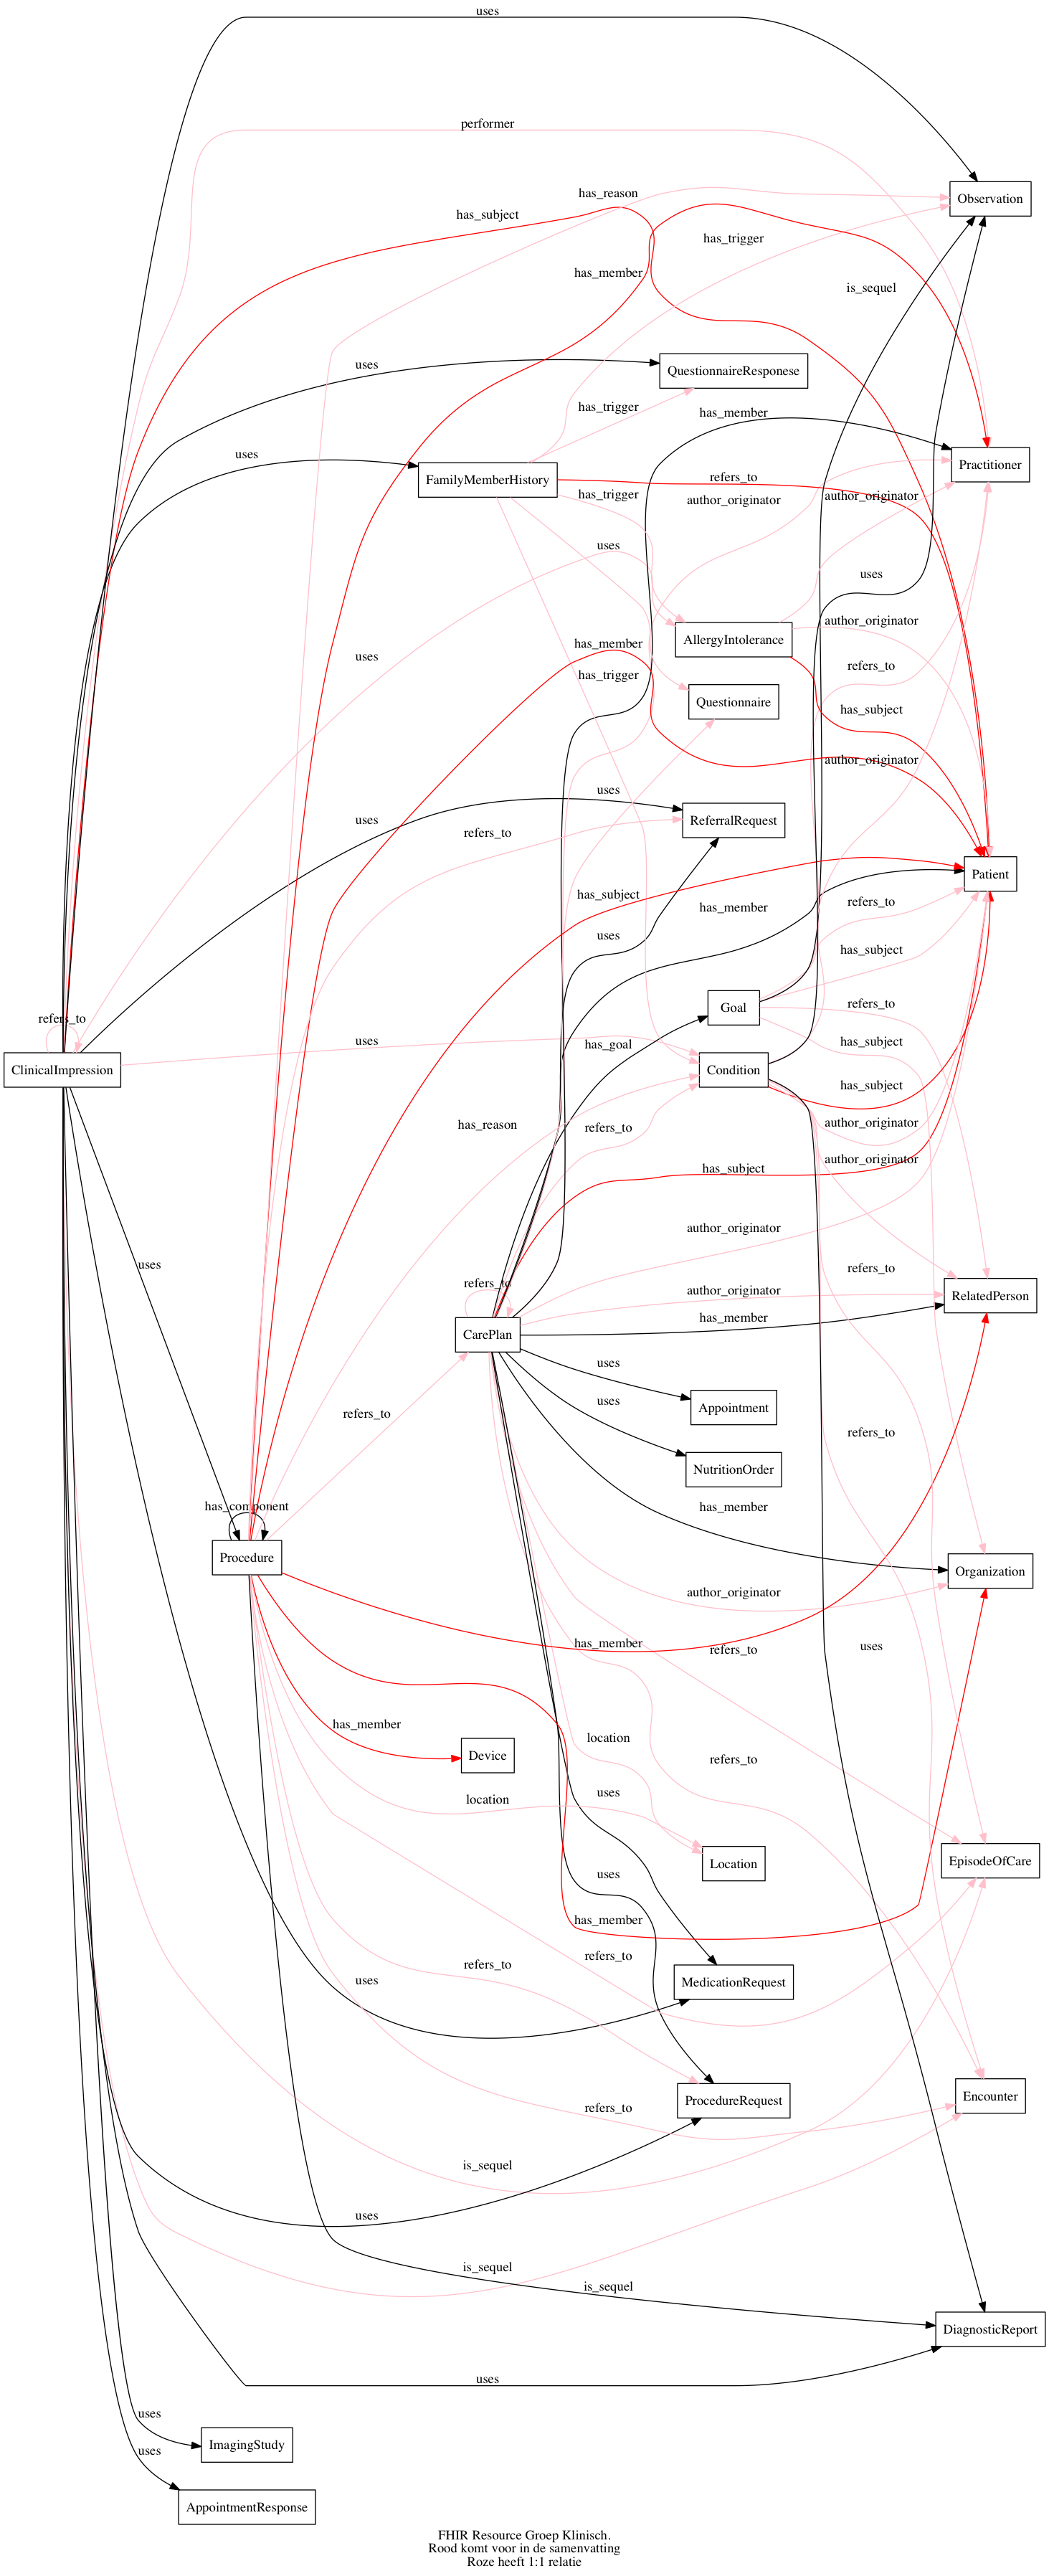 uses
performer
has_reason
Observation
has_subject
has_trigger
has_member
is_sequel
uses
QuestionnaireResponese
has_trigger
has_member
uses
Practitioner
FamilyMemberHistory
refers_to
has_trigger
author_originator
author_originator
uses
uses
author_originator
AllergyIntolerance
has_member
uses
refers_to
has_trigger
Questionnaire
has_subject
author_originator
uses
uses
ReferralRequest
refers_to
Patient
has_subject
refers_to
has_member
uses
has_subject
refers_to
Goal
refers_to
uses
has_goal
has_subject
ClinicalImpression
Condition
has_subject
has_reason
author_originator
refers_to
author_originator
has_subject
author_originator
uses
refers_to
refers_to
author_originator
RelatedPerson
has_member
CarePlan
uses
uses
Appointment
refers_to
refers_to
NutritionOrder
has_component
has_member
Procedure
Organization
author_originator
has_member
uses
refers_to
has_member
location
Device
refers_to
uses
location
Location
EpisodeOfCare
uses
has_member
refers_to
refers_to
uses
MedicationRequest
Encounter
ProcedureRequest
refers_to
is_sequel
uses
is_sequel
is_sequel
DiagnosticReport
uses
uses
ImagingStudy
uses
AppointmentResponse
FHIR Resource Groep Klinisch.
Rood komt voor in de samenvatting
Roze heeft 1:1 relatie